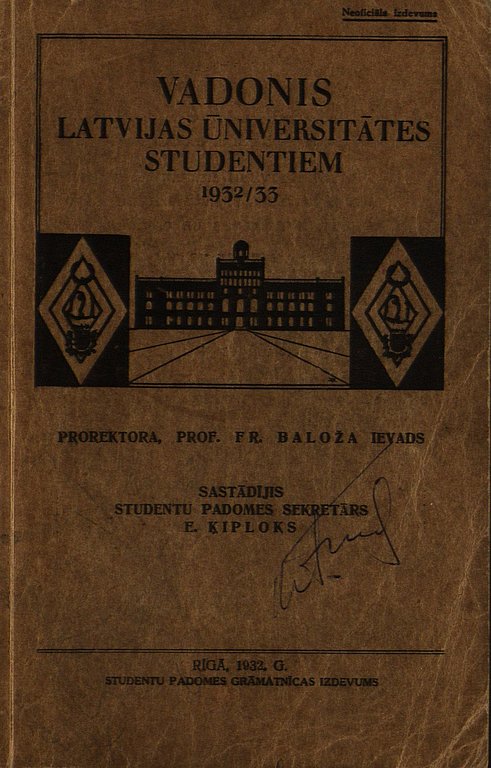 Neoficiāls izdevums
VADONIS
LATVIJAS ŪNIVERSITĀTES
STUDENTIEM
1932/33
PROREKTORA, PROF. FR. BALOŽA IEVADS
SASTĀDĪJIS
STUDENTU PADOMES SEKRETĀRS
E. ĶIPLOKS
RĪGĀ, 1932. G.
STUDENTU PADOMES GRĀMATNĪCAS IZDEVUMS